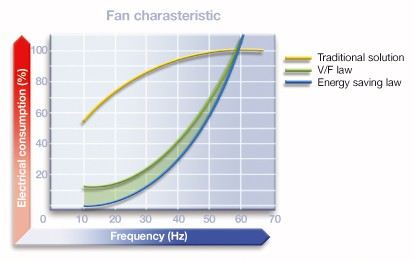 Fan charasteristic
Electrical consumption (%)
100
80
60
40
20
0
0 10 20 30 40 50 60 70
Frequency (Hz)
Traditional solution
V/F law
Energy saving law